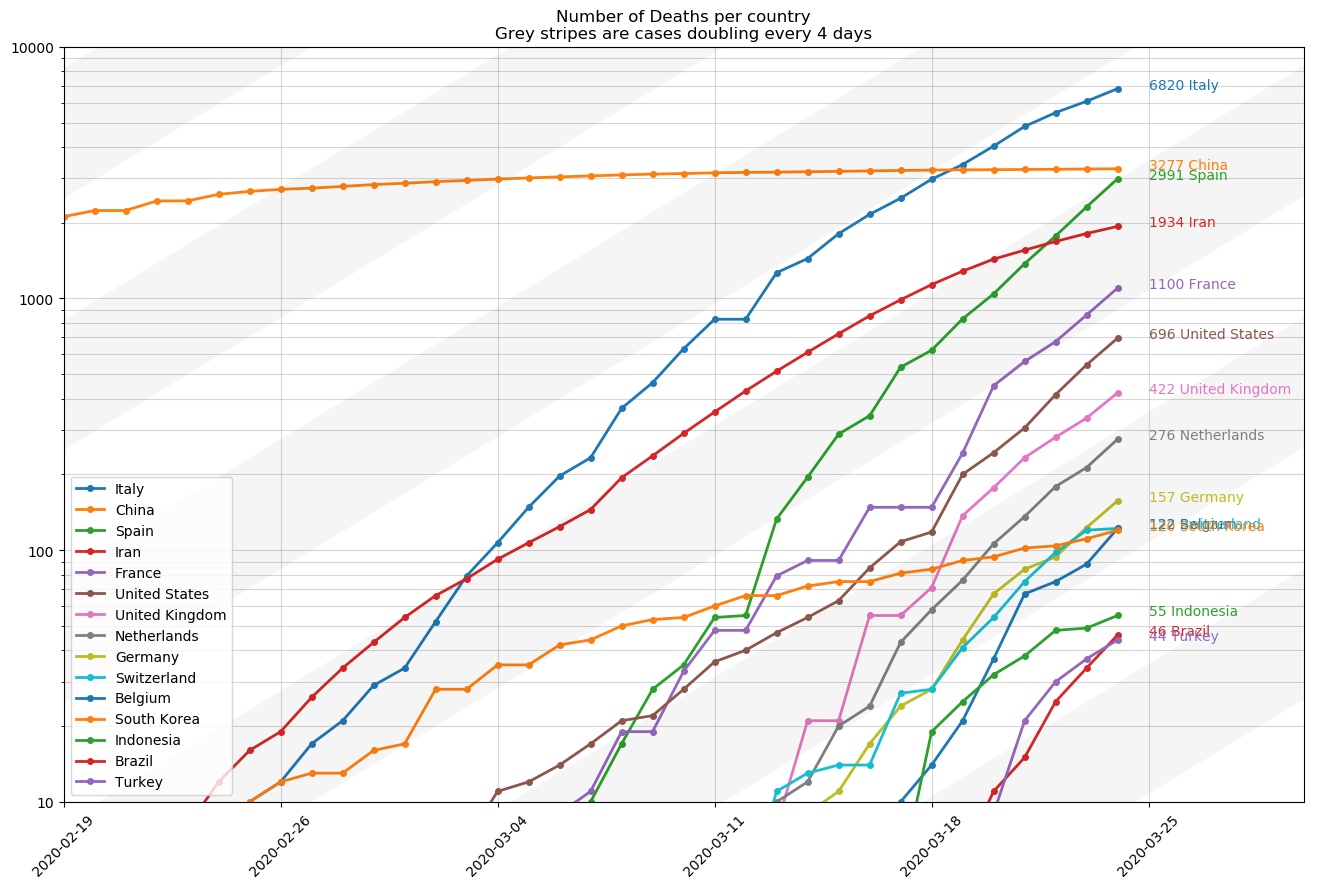 Number of Deaths per country
Grey stripes are cases doubling every 4 days
10000
1000
100
10
6820 Italy
3277 China
2991 Spain
1934 Iran
1100 France
696 United States
422 United Kingdom
276 Netherlands
157 Germany
122 Switzerland
122 Belgium
120 South Korea
55 Indonesia
46 Brazil
44 Turkey
Italy
China
Spain
Iran
France
United States
United Kingdom
Netherlands
Germany
Switzerland
Belgium
South Korea
Indonesia
Brazil
Turkey
2020-02-19
2020-02-26
2020-03-04
2020-03-11
2020-03-18
2020-03-25